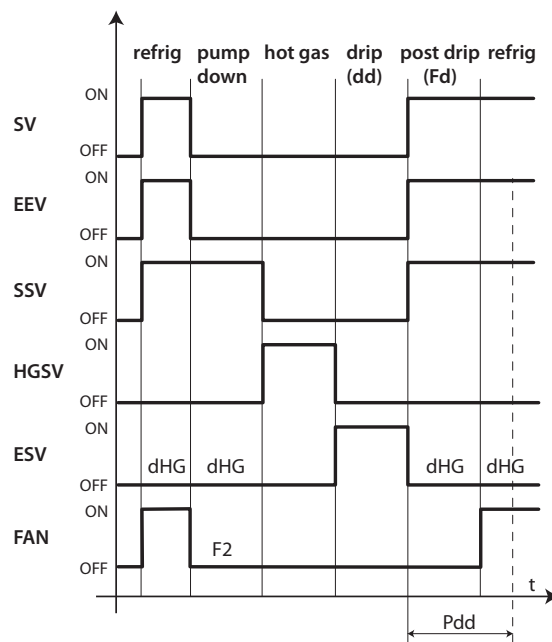 refrig pump down hot gas drip (dd) post drip (Fd) refrig
SV ON OFF
EEV ON OFF
SSV ON OFF
HGSV ON OFF
ESV ON OFF dHG dHG dHG dHG
FAN ON OFF F2
t
Pdd